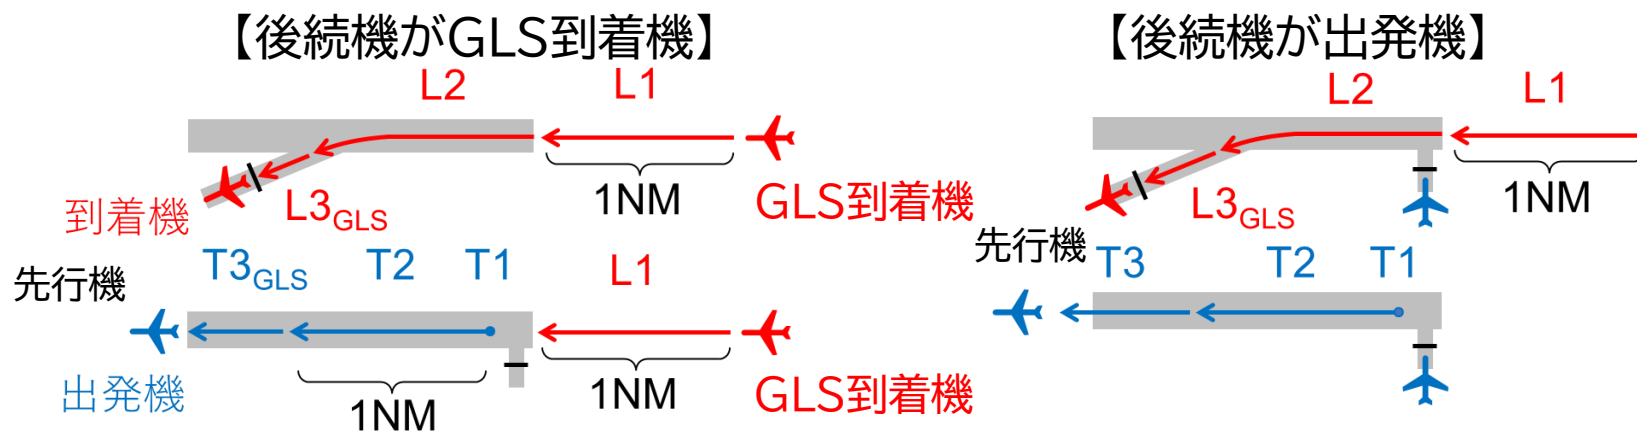 【後続機がGLS到着機】
L2 L1
1NM
到着機 L3GLS GLS到着機
先行機 T3GLS T2 T1 L1
出発機 1NM 1NM GLS到着機
【後続機が出発機】
L2 L1
1NM
L3GLS
先行機 T3 T2 T1